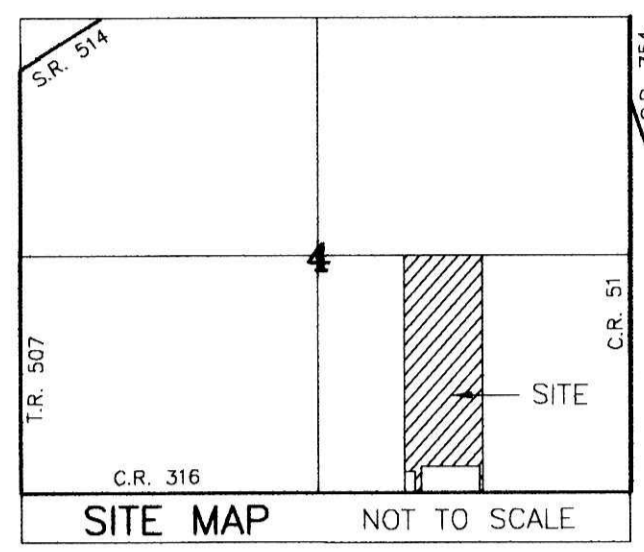 S.R. 514
4
T.R. 507
C.R. 51
SITE
C.R. 316
SITE MAP NOT TO SCALE